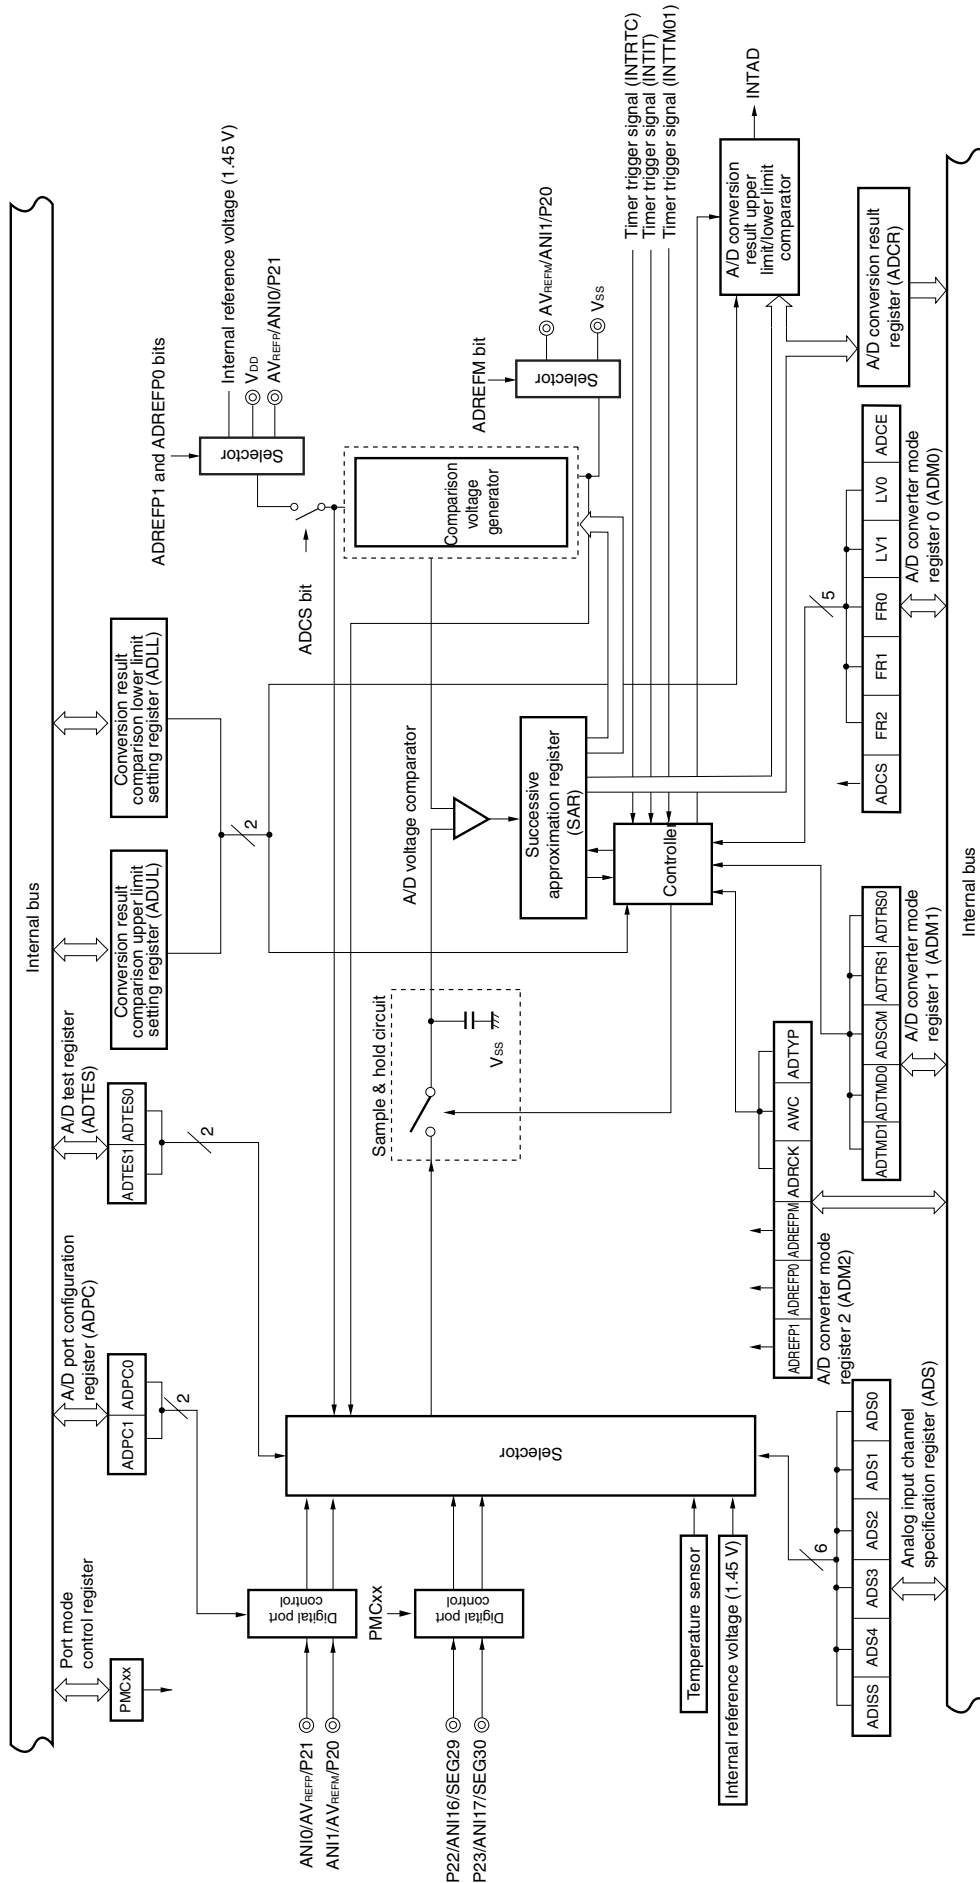 Internal bus
Port mode
control register
PMCxx
A/D port configuration
register (ADPC)
ADPC1 ADPC0
2
A/D test register
(ADTES)
ADTES1 ADTES0
2
Conversion result
comparison upper limit
setting register (ADUL)
Conversion result
comparison lower limit
setting register (ADLL)
2
ADREFP1 and ADREFP0 bits
Selector
Internal reference voltage (1.45 V)
VDD
AVREFP/ANI0/P21
ADCS bit
ANI0/AVREFP/P21
ANI1/AVREFM/P20
Digital port
control
PMCxx
P22/ANI16/SEG29
P23/ANI17/SEG30
Digital port
control
Selector
Sample & hold circuit
VSS
A/D voltage comparator
Comparison
voltage
generator
ADREFM bit
Selector
AVREFM/ANI1/P20
VSS
Successive
approximation register
(SAR)
Controller
Timer trigger signal (INTRTC)
Timer trigger signal (INTIT)
Timer trigger signal (INTTM01)
A/D conversion
result upper
limit/lower limit
comparator
INTAD
Temperature sensor
Internal reference voltage (1.45 V)
6
ADISS ADS4 ADS3 ADS2 ADS1 ADS0
Analog input channel
specification register (ADS)
ADREFP1 ADREFP0 ADREFPM ADRCK AWC ADTYP
A/D converter mode
register 2 (ADM2)
ADTMD1 ADTMD0 ADSCM ADTRS1 ADTRS0
A/D converter mode
register 1 (ADM1)
5
ADCS FR2 FR1 FR0 LV1 LV0 ADCE
A/D converter mode
register 0 (ADM0)
A/D conversion result
register (ADCR)
Internal bus